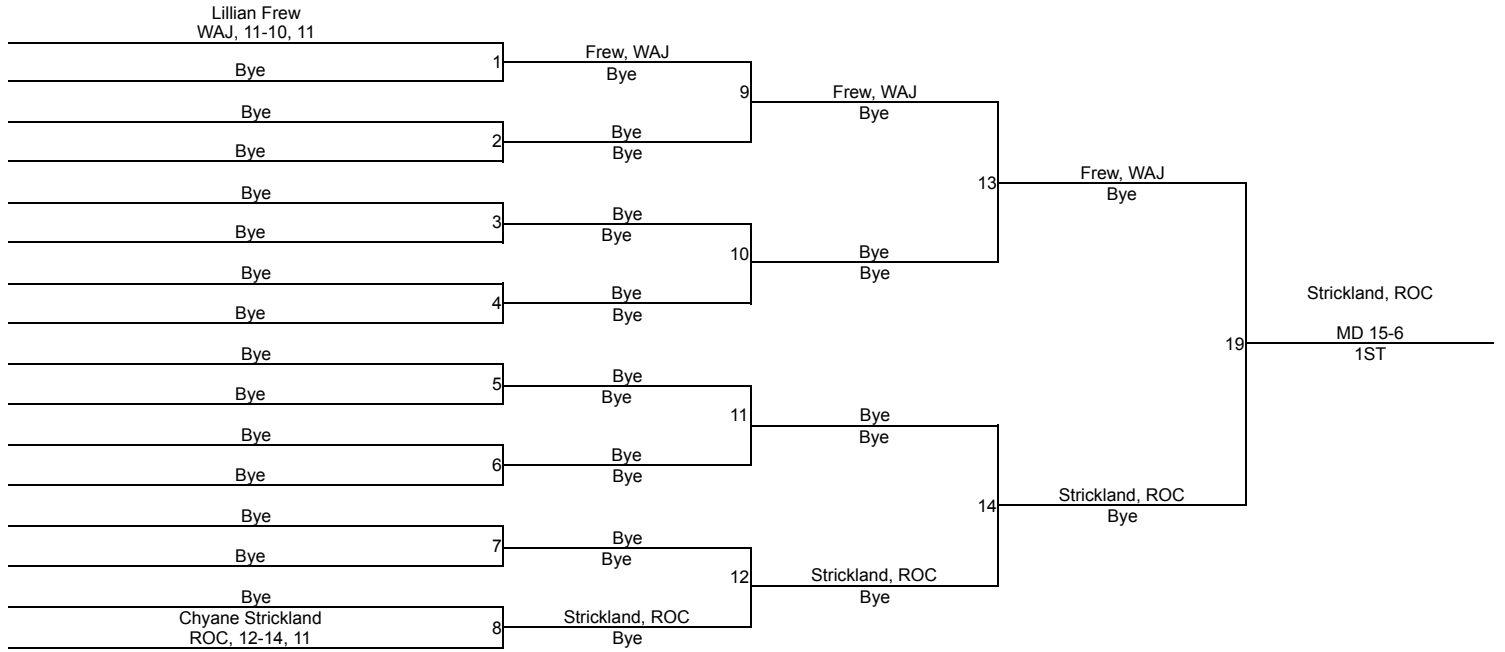 Lillian Frew
WAJ, 11-10, 11
Bye
1
Bye
Bye
2
Bye
Bye
3
Bye
Bye
4
Bye
Bye
5
Bye
Bye
6
Bye
Bye
7
Bye
Chyane Strickland
ROC, 12-14, 11
8
Frew, WAJ
Bye
9
Bye
Bye
Bye
Bye
10
Bye
Bye
Bye
Bye
11
Bye
Bye
Bye
Bye
12
Strickland, ROC
Bye
Frew, WAJ
Bye
13
Bye
Bye
Bye
Bye
14
Strickland, ROC
Bye
Frew, WAJ
Bye
19
Strickland, ROC
Bye
Strickland, ROC
MD 15-6
1ST